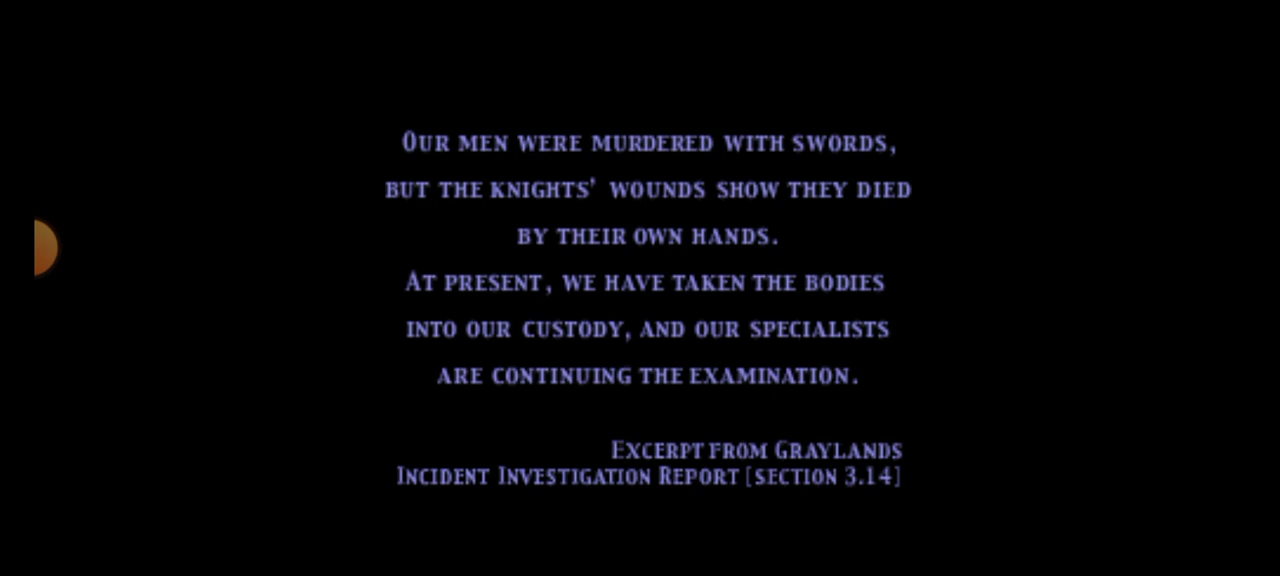 Our men were murdered with swords,
but the knights' wounds show they died
by their own hands.
At present, we have taken the bodies
into our custody, and our specialists
are continuing the examination.
Excerpt from Graylands
Incident Investigation Report [section 3.14]